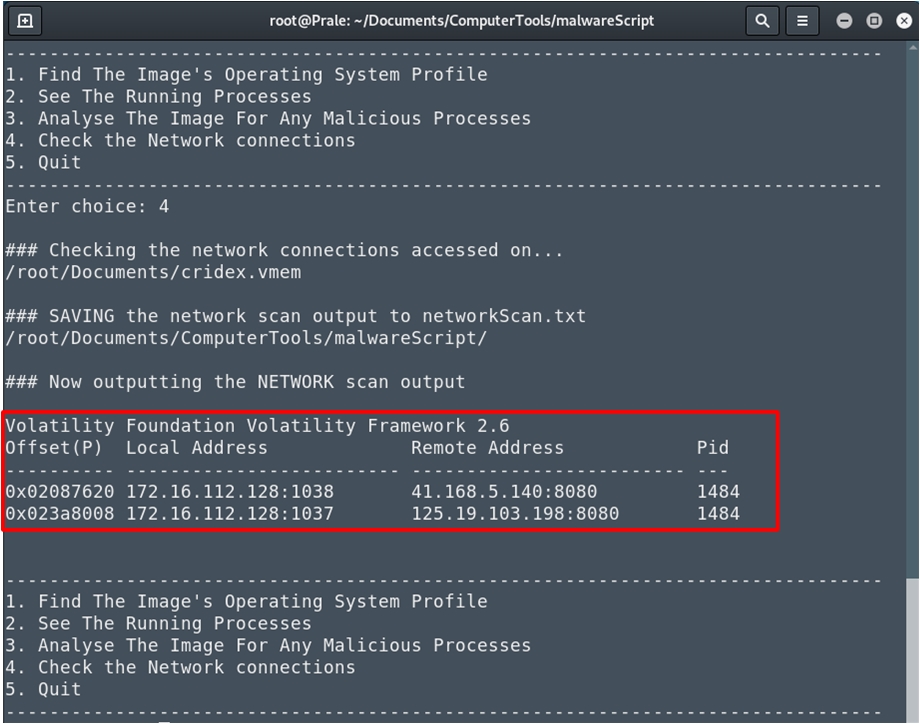 root@Prale: ~/Documents/ComputerTools/malwareScript
--------------------------------------------------------------------------------
1. Find The Image's Operating System Profile
2. See The Running Processes
3. Analyse The Image For Any Malicious Processes
4. Check the Network connections
5. Quit
--------------------------------------------------------------------------------
Enter choice: 4
### Checking the network connections accessed on...
/root/Documents/cridex.vmem
### SAVING the network scan output to networkScan.txt
/root/Documents/ComputerTools/malwareScript/
### Now outputting the NETWORK scan output
Volatility Foundation Volatility Framework 2.6
Offset(P)  Local Address             Remote Address            Pid
---------- ------------------------- ------------------------- ---
0x02087620 172.16.112.128:1038       41.168.5.140:8080         1484
0x023a8008 172.16.112.128:1037       125.19.103.198:8080       1484
--------------------------------------------------------------------------------
1. Find The Image's Operating System Profile
2. See The Running Processes
3. Analyse The Image For Any Malicious Processes
4. Check the Network connections
5. Quit
--------------------------------------------------------------------------------